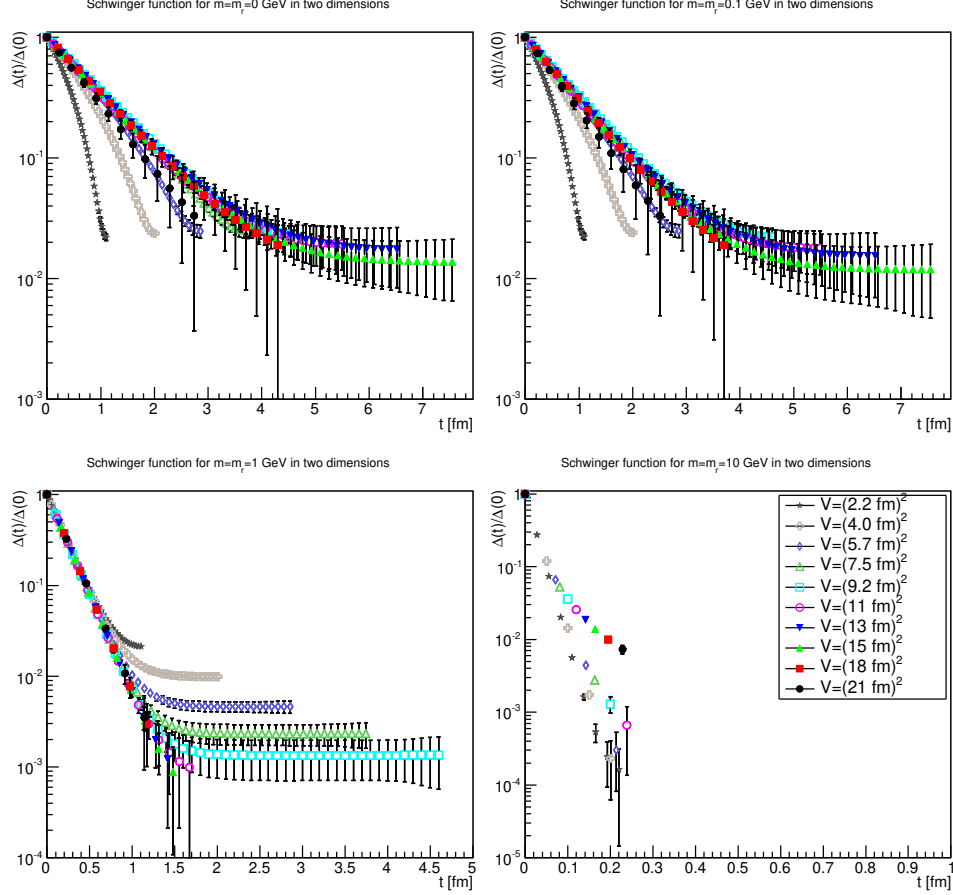 Schwinger function for m=m_r=0 GeV in two dimensions
Δ(t)/Δ(0)
1
10^-1
10^-2
10^-3
0 1 2 3 4 5 6 7
t [fm]
Schwinger function for m=m_r=0.1 GeV in two dimensions
Δ(t)/Δ(0)
1
10^-1
10^-2
10^-3
0 1 2 3 4 5 6 7
t [fm]
Schwinger function for m=m_r=1 GeV in two dimensions
Δ(t)/Δ(0)
1
10^-1
10^-2
10^-3
10^-4
0 0.5 1 1.5 2 2.5 3 3.5 4 4.5 5
t [fm]
Schwinger function for m=m_r=10 GeV in two dimensions
Δ(t)/Δ(0)
1
10^-1
10^-2
10^-3
10^-4
10^-5
0 0.1 0.2 0.3 0.4 0.5 0.6 0.7 0.8 0.9 1
t [fm]
V=(2.2 fm)^2
V=(4.0 fm)^2
V=(5.7 fm)^2
V=(7.5 fm)^2
V=(9.2 fm)^2
V=(11 fm)^2
V=(13 fm)^2
V=(15 fm)^2
V=(18 fm)^2
V=(21 fm)^2